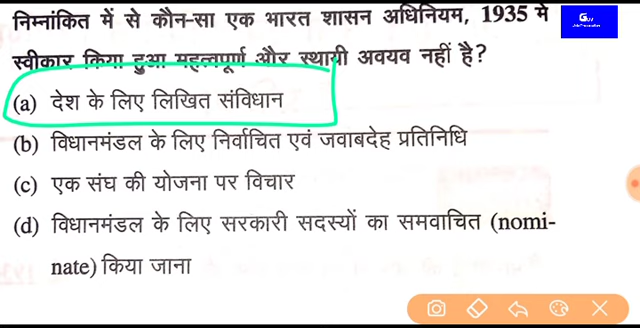 निम्नांकित में से कौन-सा एक भारत शासन अधिनियम, 1935 मे
स्वीकार किया हुआ महत्वपूर्ण और स्थायी अवयव नहीं है?
(a) देश के लिए लिखित संविधान
(b) विधानमंडल के लिए निर्वाचित एवं जवाबदेह प्रतिनिधि
(c) एक संघ की योजना पर विचार
(d) विधानमंडल के लिए सरकारी सदस्यों का समवाचित (nomi-
nate) किया जाना